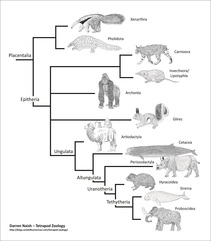 Xenarthra
Pholidota
Placentalia
Carnivora
Insectivora/
Lipotyphla
Epitheria
Archonta
Glires
Artiodactyla
Ungulata
Cetacea
Perissodactyla
Altungulata
Hyracoidea
Uranotheria
Sirenia
Tethytheria
Proboscidea
Darren Naish - Tetrapod Zoology